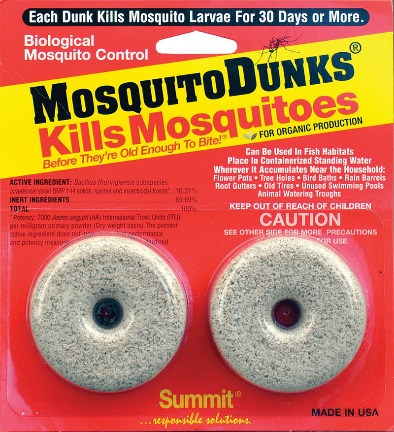 Each Dunk Kills Mosquito Larvae For 30 Days or More.
Biological
Mosquito Control
MOSQUITO DUNKS®
Kills Mosquitoes
Before They're Old Enough To Bite!®
FOR ORGANIC PRODUCTION
Can Be Used In Fish Habitats
Place In Containerized Standing Water
Wherever It Accumulates Near the Household:
Flower Pots • Tree Holes • Bird Baths • Rain Barrels
Roof Gutters • Old Tires • Unused Swimming Pools
Animal Watering Troughs
ACTIVE INGREDIENT: Bacillus thuringiensis subspecies
israelensis strain BMP 144 solids, spores and insecticidal toxins* 10.31%
INERT INGREDIENTS 89.69%
TOTAL 100%
* Potency: 7000 Aedes aegypti (AA) International Toxic Units (ITU)
per milligram primary powder (Dry weight basis). The percent
active ingredient does not performance
and potency
KEEP OUT OF REACH OF CHILDREN
CAUTION
SEE OTHER SIDE FOR MORE PRECAUTIONS
FOR USE
Summit®
...responsible solutions.
MADE IN USA